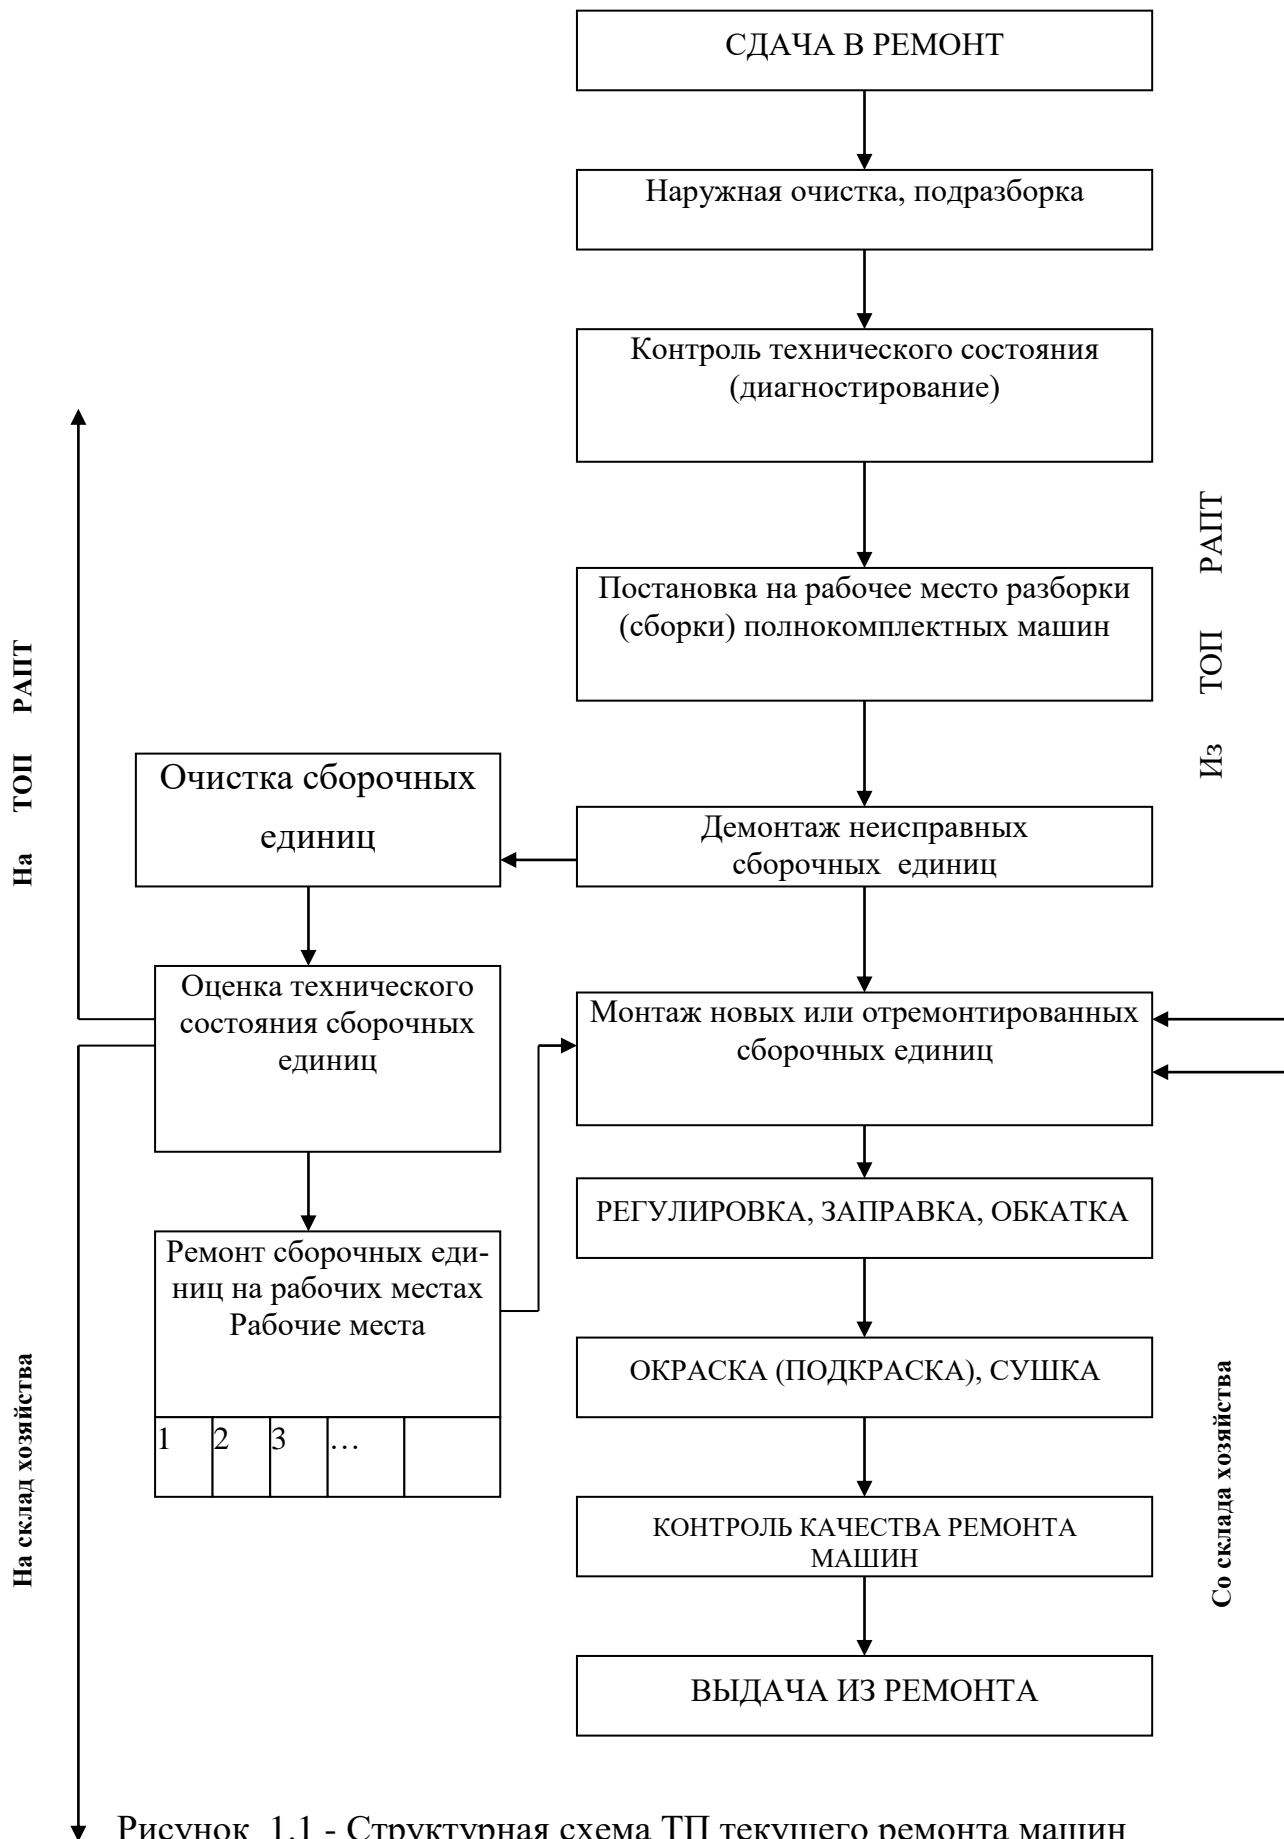 СДАЧА В РЕМОНТ
Наружная очистка, подразборка
Контроль технического состояния
(диагностирование)
Постановка на рабочее место разборки
(сборки) полнокомплектных машин
Из ТОП РАПТ
На ТОП РАПТ
Очистка сборочных
единиц
Демонтаж неисправных
сборочных единиц
Оценка технического
состояния сборочных
единиц
Монтаж новых или отремонтированных
сборочных единиц
РЕГУЛИРОВКА, ЗАПРАВКА, ОБКАТКА
Ремонт сборочных еди-
ниц на рабочих местах
Рабочие места
1 2 3 …
ОКРАСКА (ПОДКРАСКА), СУШКА
На склад хозяйства
Со склада хозяйства
КОНТРОЛЬ КАЧЕСТВА РЕМОНТА
МАШИН
ВЫДАЧА ИЗ РЕМОНТА
Рисунок 1.1 - Структурная схема ТП текущего ремонта машин